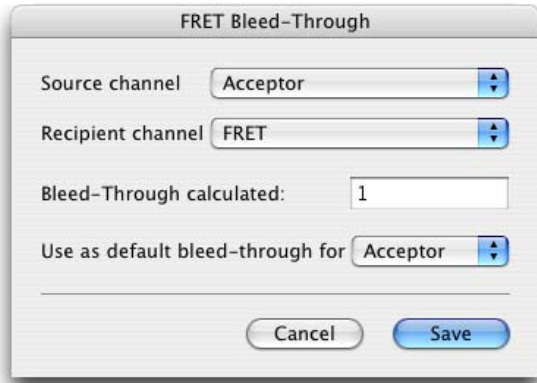 FRET Bleed-Through
Source channel Acceptor
Recipient channel FRET
Bleed-Through calculated: 1
Use as default bleed-through for Acceptor
Cancel Save